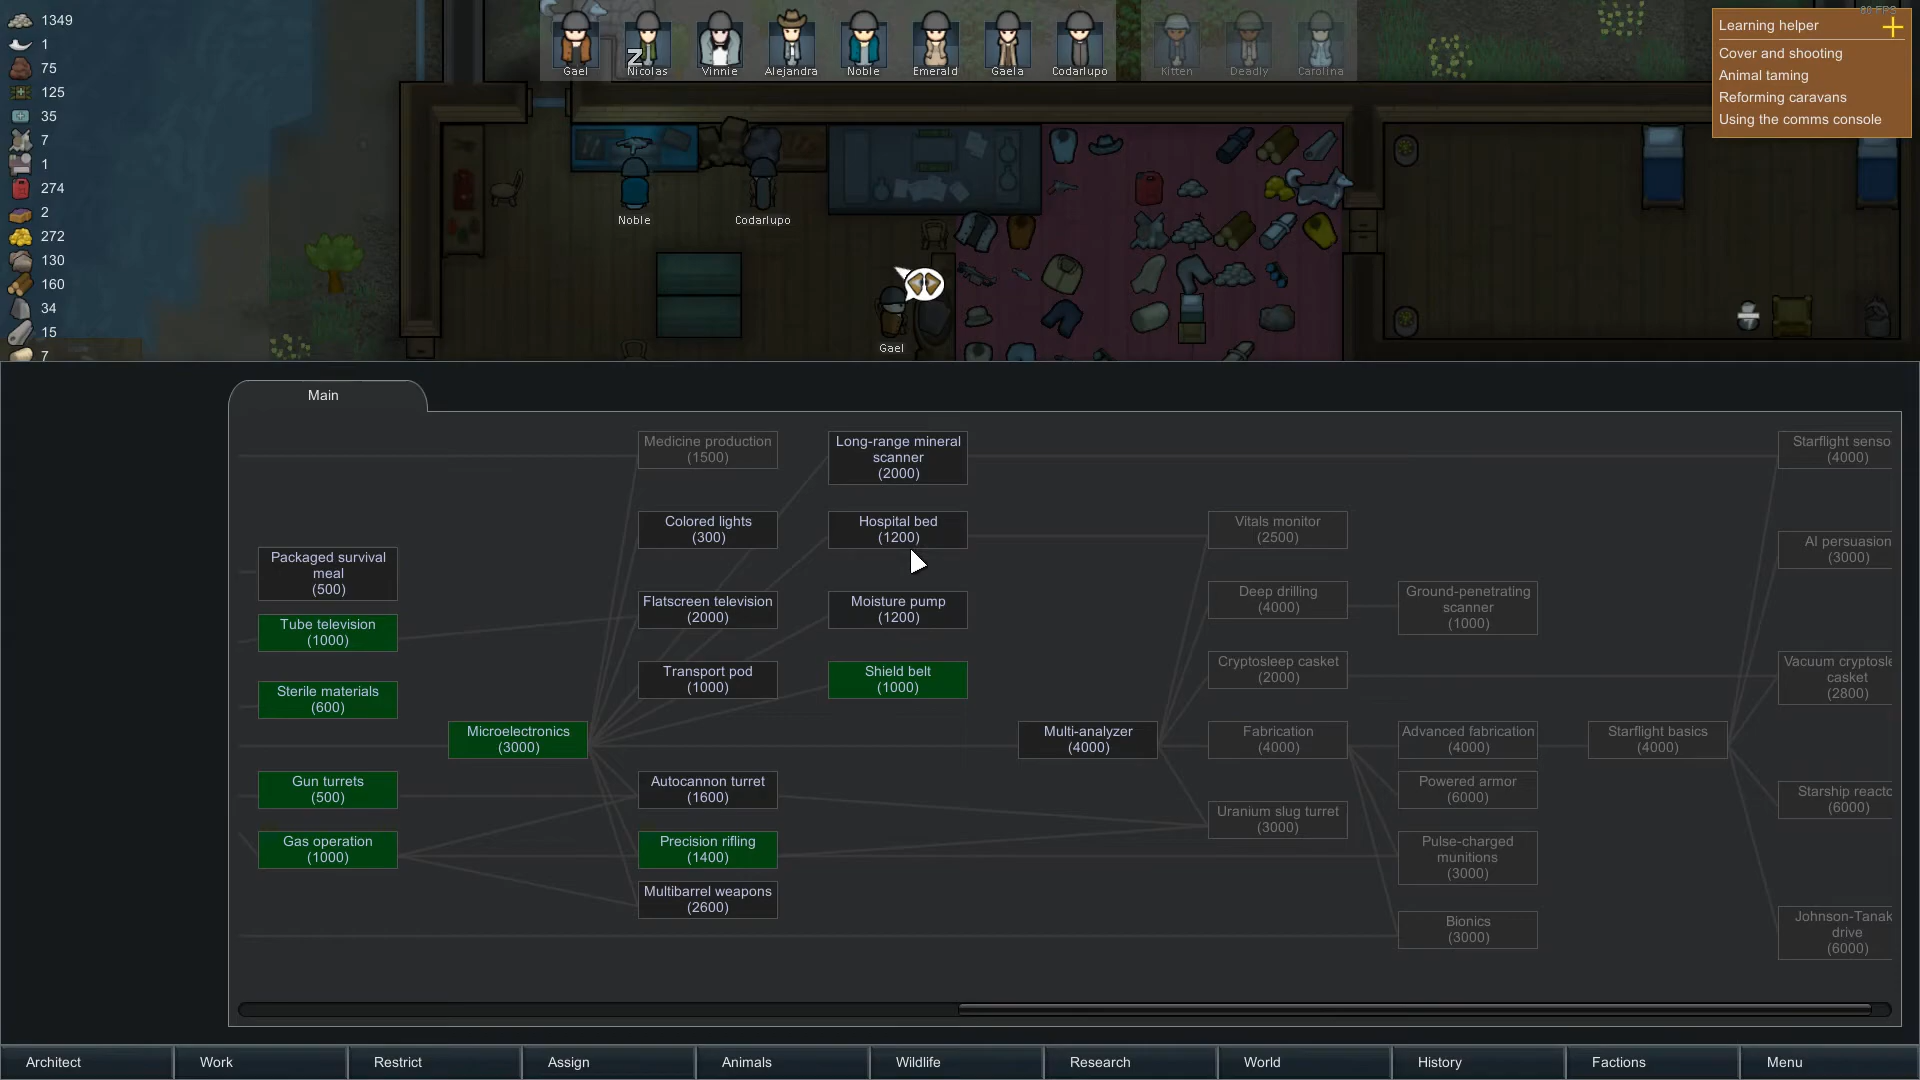 1349
1
75
125
35
7
1
274
2
272
130
160
34
15
7
Gael
Z
Nicolas
Vinnie
Alejandra
Noble
Emerald
Gaela
Codarlupo
Kitten
Deadly
Carolina
Learning helper
Cover and shooting
Animal taming
Reforming caravans
Using the comms console
Noble
Codarlupo
Gael
Main
Packaged survival
meal
(500)
Tube television
(1000)
Sterile materials
(600)
Gun turrets
(500)
Gas operation
(1000)
Microelectronics
(3000)
Medicine production
(1500)
Colored lights
(300)
Flatscreen television
(2000)
Transport pod
(1000)
Autocannon turret
(1600)
Precision rifling
(1400)
Multibarrel weapons
(2600)
Long-range mineral
scanner
(2000)
Hospital bed
(1200)
Moisture pump
(1200)
Shield belt
(1000)
Multi-analyzer
(4000)
Vitals monitor
(2500)
Deep drilling
(4000)
Cryptosleep casket
(2000)
Fabrication
(4000)
Uranium slug turret
(3000)
Ground-penetrating
scanner
(1000)
Advanced fabrication
(4000)
Powered armor
(6000)
Pulse-charged
munitions
(3000)
Bionics
(3000)
Starflight basics
(4000)
Starflight senso
(4000)
AI persuasion
(3000)
Vacuum cryptosle
casket
(2800)
Starship reacto
(6000)
Johnson-Tanak
drive
(6000)
Architect
Work
Restrict
Assign
Animals
Wildlife
Research
World
History
Factions
Menu